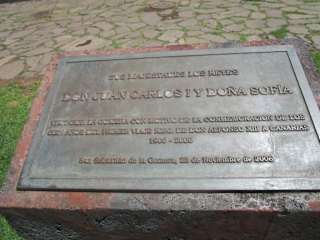 SUS MAJESTADES LOS REYES
DON JUAN CARLOS I Y DOÑA SOFÍA
LA GOMERA CON MOTIVO DE LA CONMEMORACIÓN DE LOS
CIEN AÑOS DEL PRIMER VIAJE REAL DE DON ALFONSO XIII A CANARIAS
1906 - 2006
San Sebastián de la Gomera, 28 de Noviembre de 2006